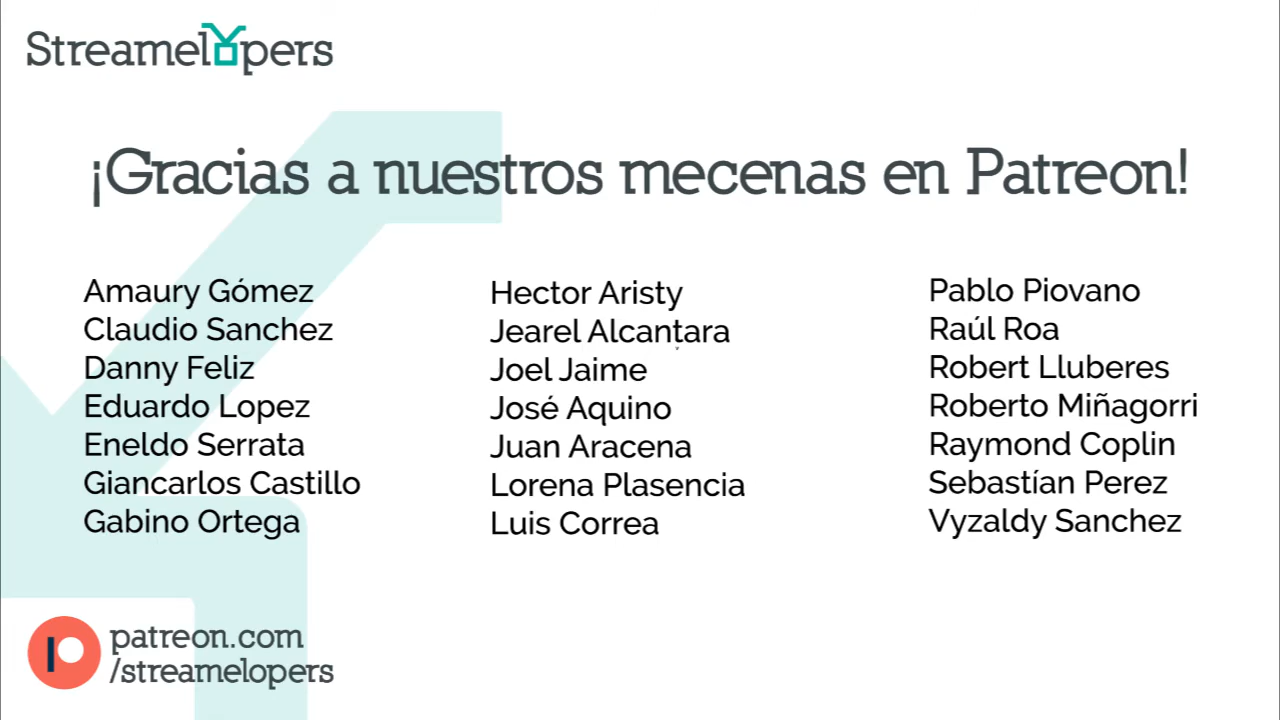 Streamelopers
¡Gracias a nuestros mecenas en Patreon!
Amaury Gómez
Claudio Sanchez
Danny Feliz
Eduardo Lopez
Eneldo Serrata
Giancarlos Castillo
Gabino Ortega
Hector Aristy
Jearel Alcantara
Joel Jaime
José Aquino
Juan Aracena
Lorena Plasencia
Luis Correa
Pablo Piovano
Raúl Roa
Robert Lluberes
Roberto Miñagorri
Raymond Coplin
Sebastían Perez
Vyzaldy Sanchez
patreon.com
/streamelopers